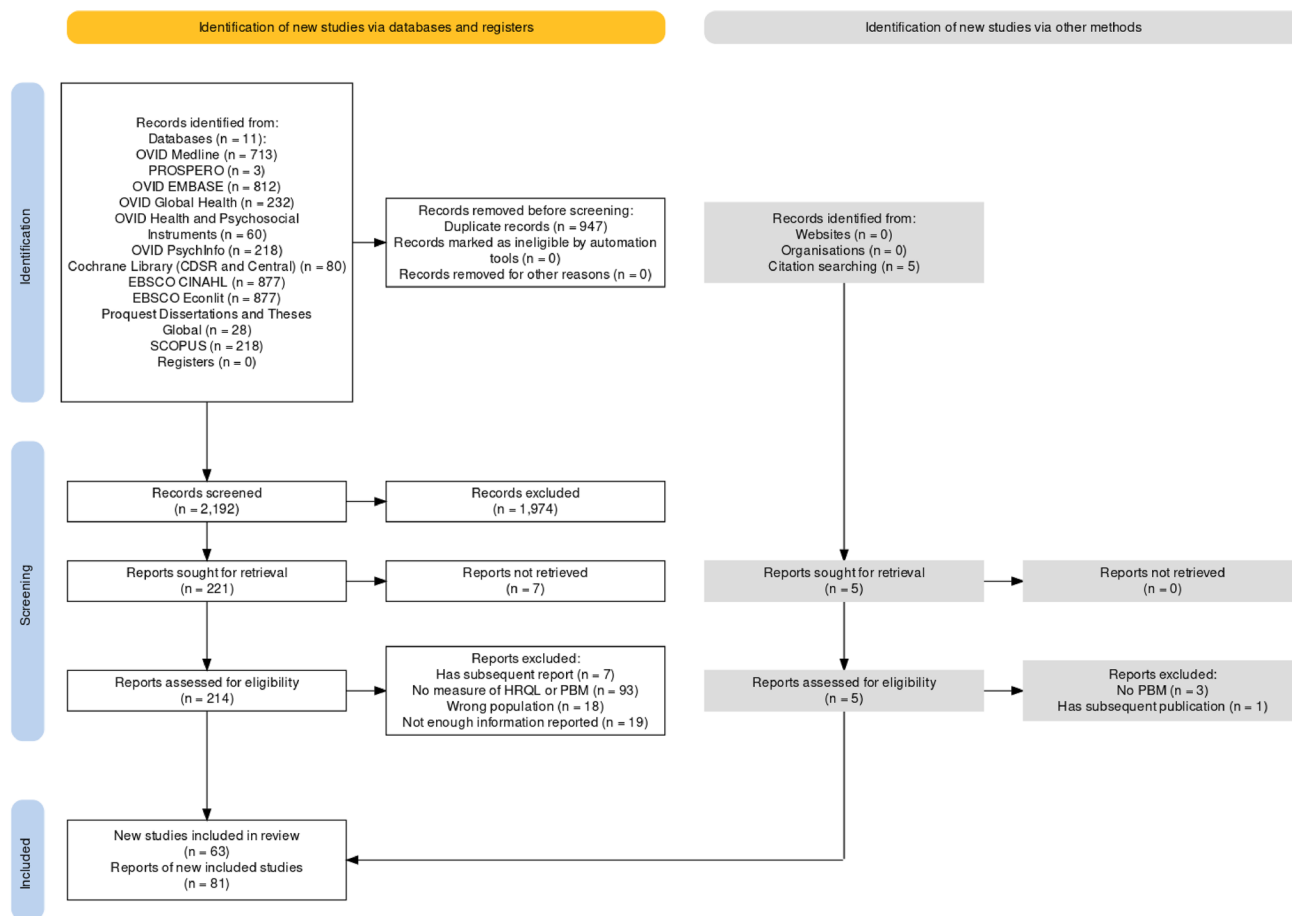 Identification of new studies via databases and registers
Identification of new studies via other methods
Identification
Records identified from:
Databases (n = 11):
OVID Medline (n = 713)
PROSPERO (n = 3)
OVID EMBASE (n = 812)
OVID Global Health (n = 232)
OVID Health and Psychosocial
Instruments (n = 60)
OVID PsychInfo (n = 218)
Cochrane Library (CDSR and Central) (n = 80)
EBSCO CINAHL (n = 877)
EBSCO Econlit (n = 877)
Proquest Dissertations and Theses
Global (n = 28)
SCOPUS (n = 218)
Registers (n = 0)
Records removed before screening:
Duplicate records (n = 947)
Records marked as ineligible by automation
tools (n = 0)
Records removed for other reasons (n = 0)
Records identified from:
Websites (n = 0)
Organisations (n = 0)
Citation searching (n = 5)
Screening
Records screened
(n = 2,192)
Records excluded
(n = 1,974)
Reports sought for retrieval
(n = 221)
Reports not retrieved
(n = 7)
Reports sought for retrieval
(n = 5)
Reports not retrieved
(n = 0)
Reports assessed for eligibility
(n = 214)
Reports excluded:
Has subsequent report (n = 7)
No measure of HRQL or PBM (n = 93)
Wrong population (n = 18)
Not enough information reported (n = 19)
Reports assessed for eligibility
(n = 5)
Reports excluded:
No PBM (n = 3)
Has subsequent publication (n = 1)
Included
New studies included in review
(n = 63)
Reports of new included studies
(n = 81)